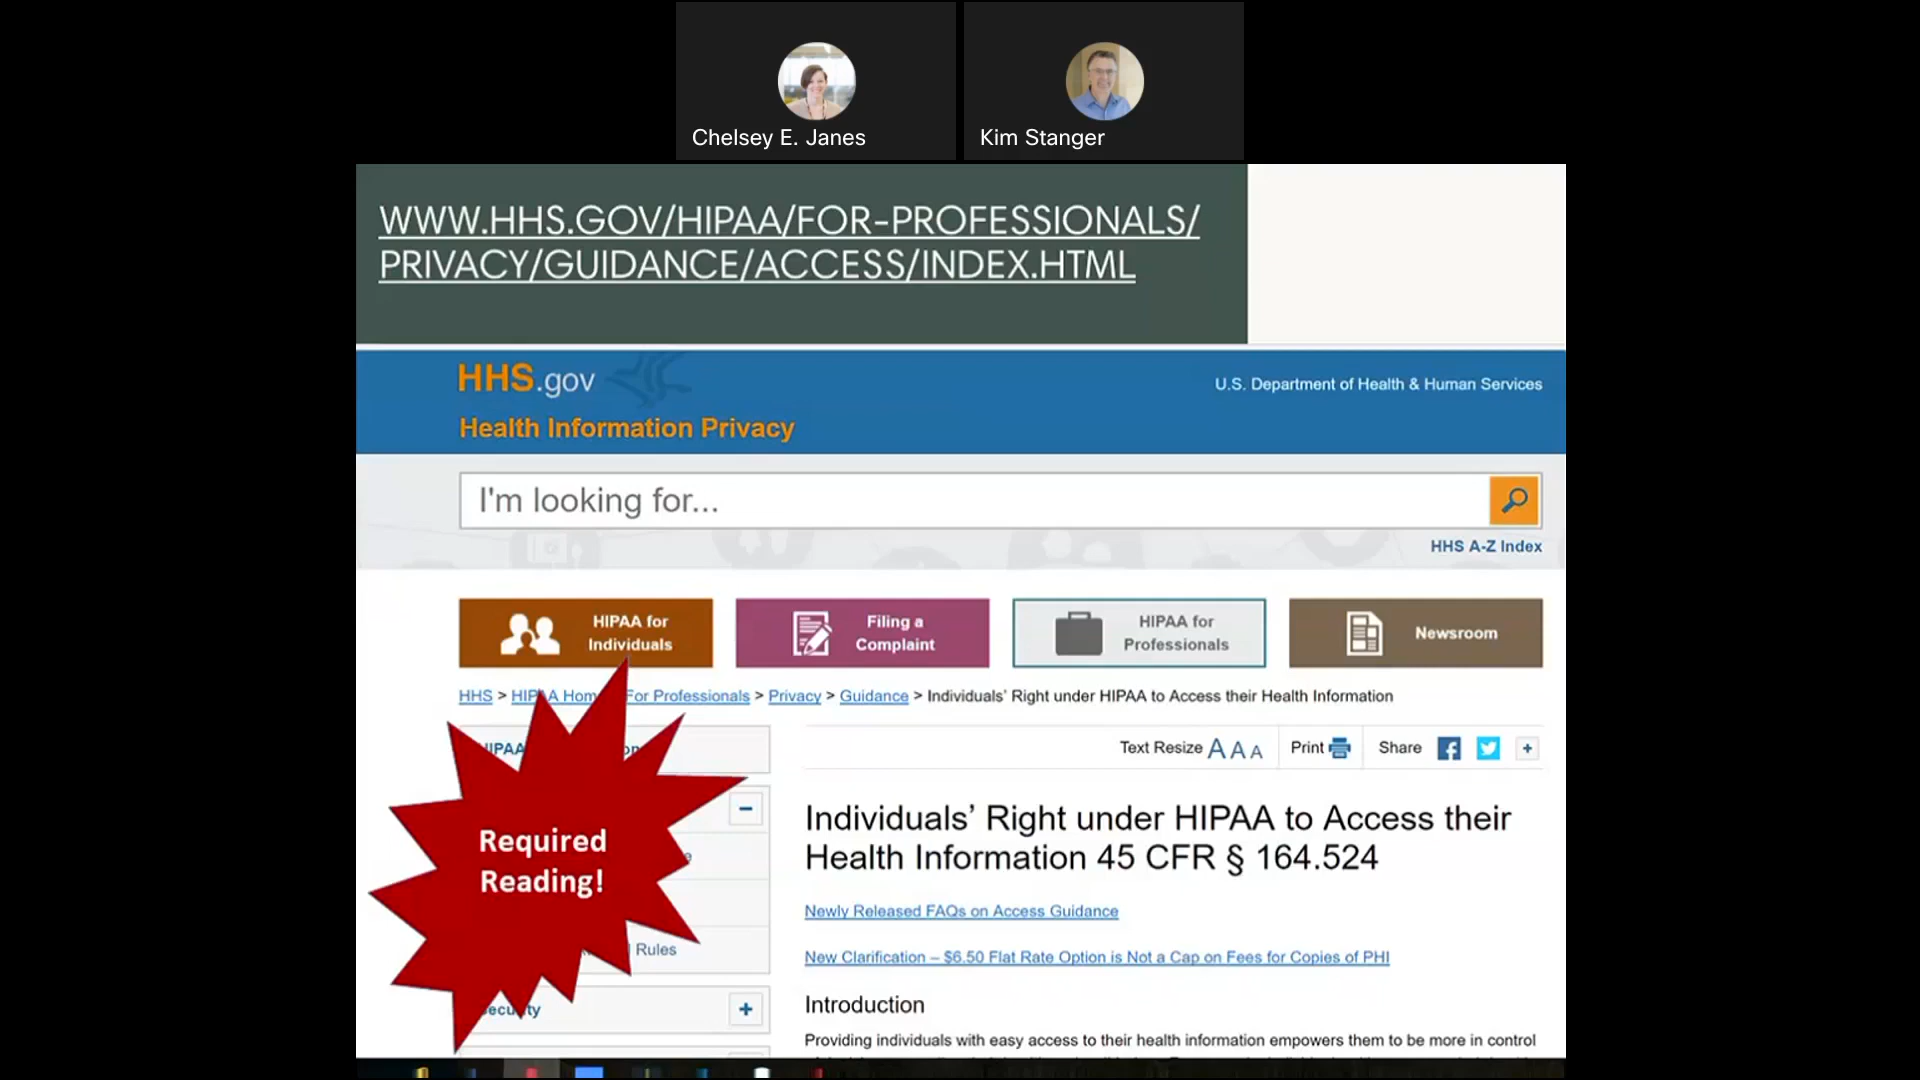 Chelsey E. Janes
Kim Stanger
WWW.HHS.GOV/HIPAA/FOR-PROFESSIONALS/
PRIVACY/GUIDANCE/ACCESS/INDEX.HTML
HHS.gov
U.S. Department of Health & Human Services
Health Information Privacy
I'm looking for...
HHS A-Z Index
HIPAA for
Individuals
Filing a
Complaint
HIPAA for
Professionals
Newsroom
HHS > HIPAA Hom For Professionals > Privacy > Guidance > Individuals' Right under HIPAA to Access their Health Information
Text Resize A A A
Print
Share
Required
Reading!
Rules
Individuals' Right under HIPAA to Access their
Health Information 45 CFR § 164.524
Newly Released FAQs on Access Guidance
New Clarification – $6.50 Flat Rate Option is Not a Cap on Fees for Copies of PHI
Introduction
Providing individuals with easy access to their health information empowers them to be more in control